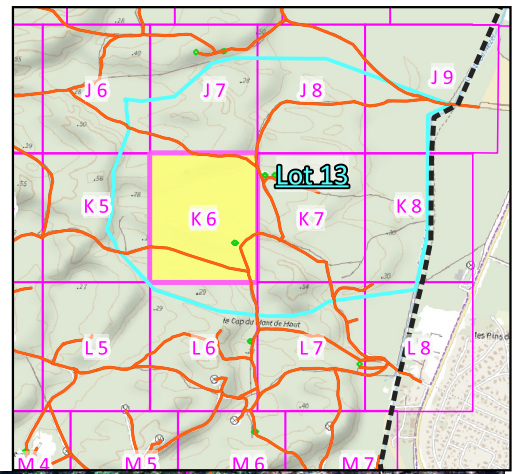 J 6
J 7
J 8
J 9
Lot 13
K 5
K 6
K 7
K 8
le Cap du Mont de Haut
L 5
L 6
L 7
L 8
les Pins d
M 4
M 5
M 6
M 7